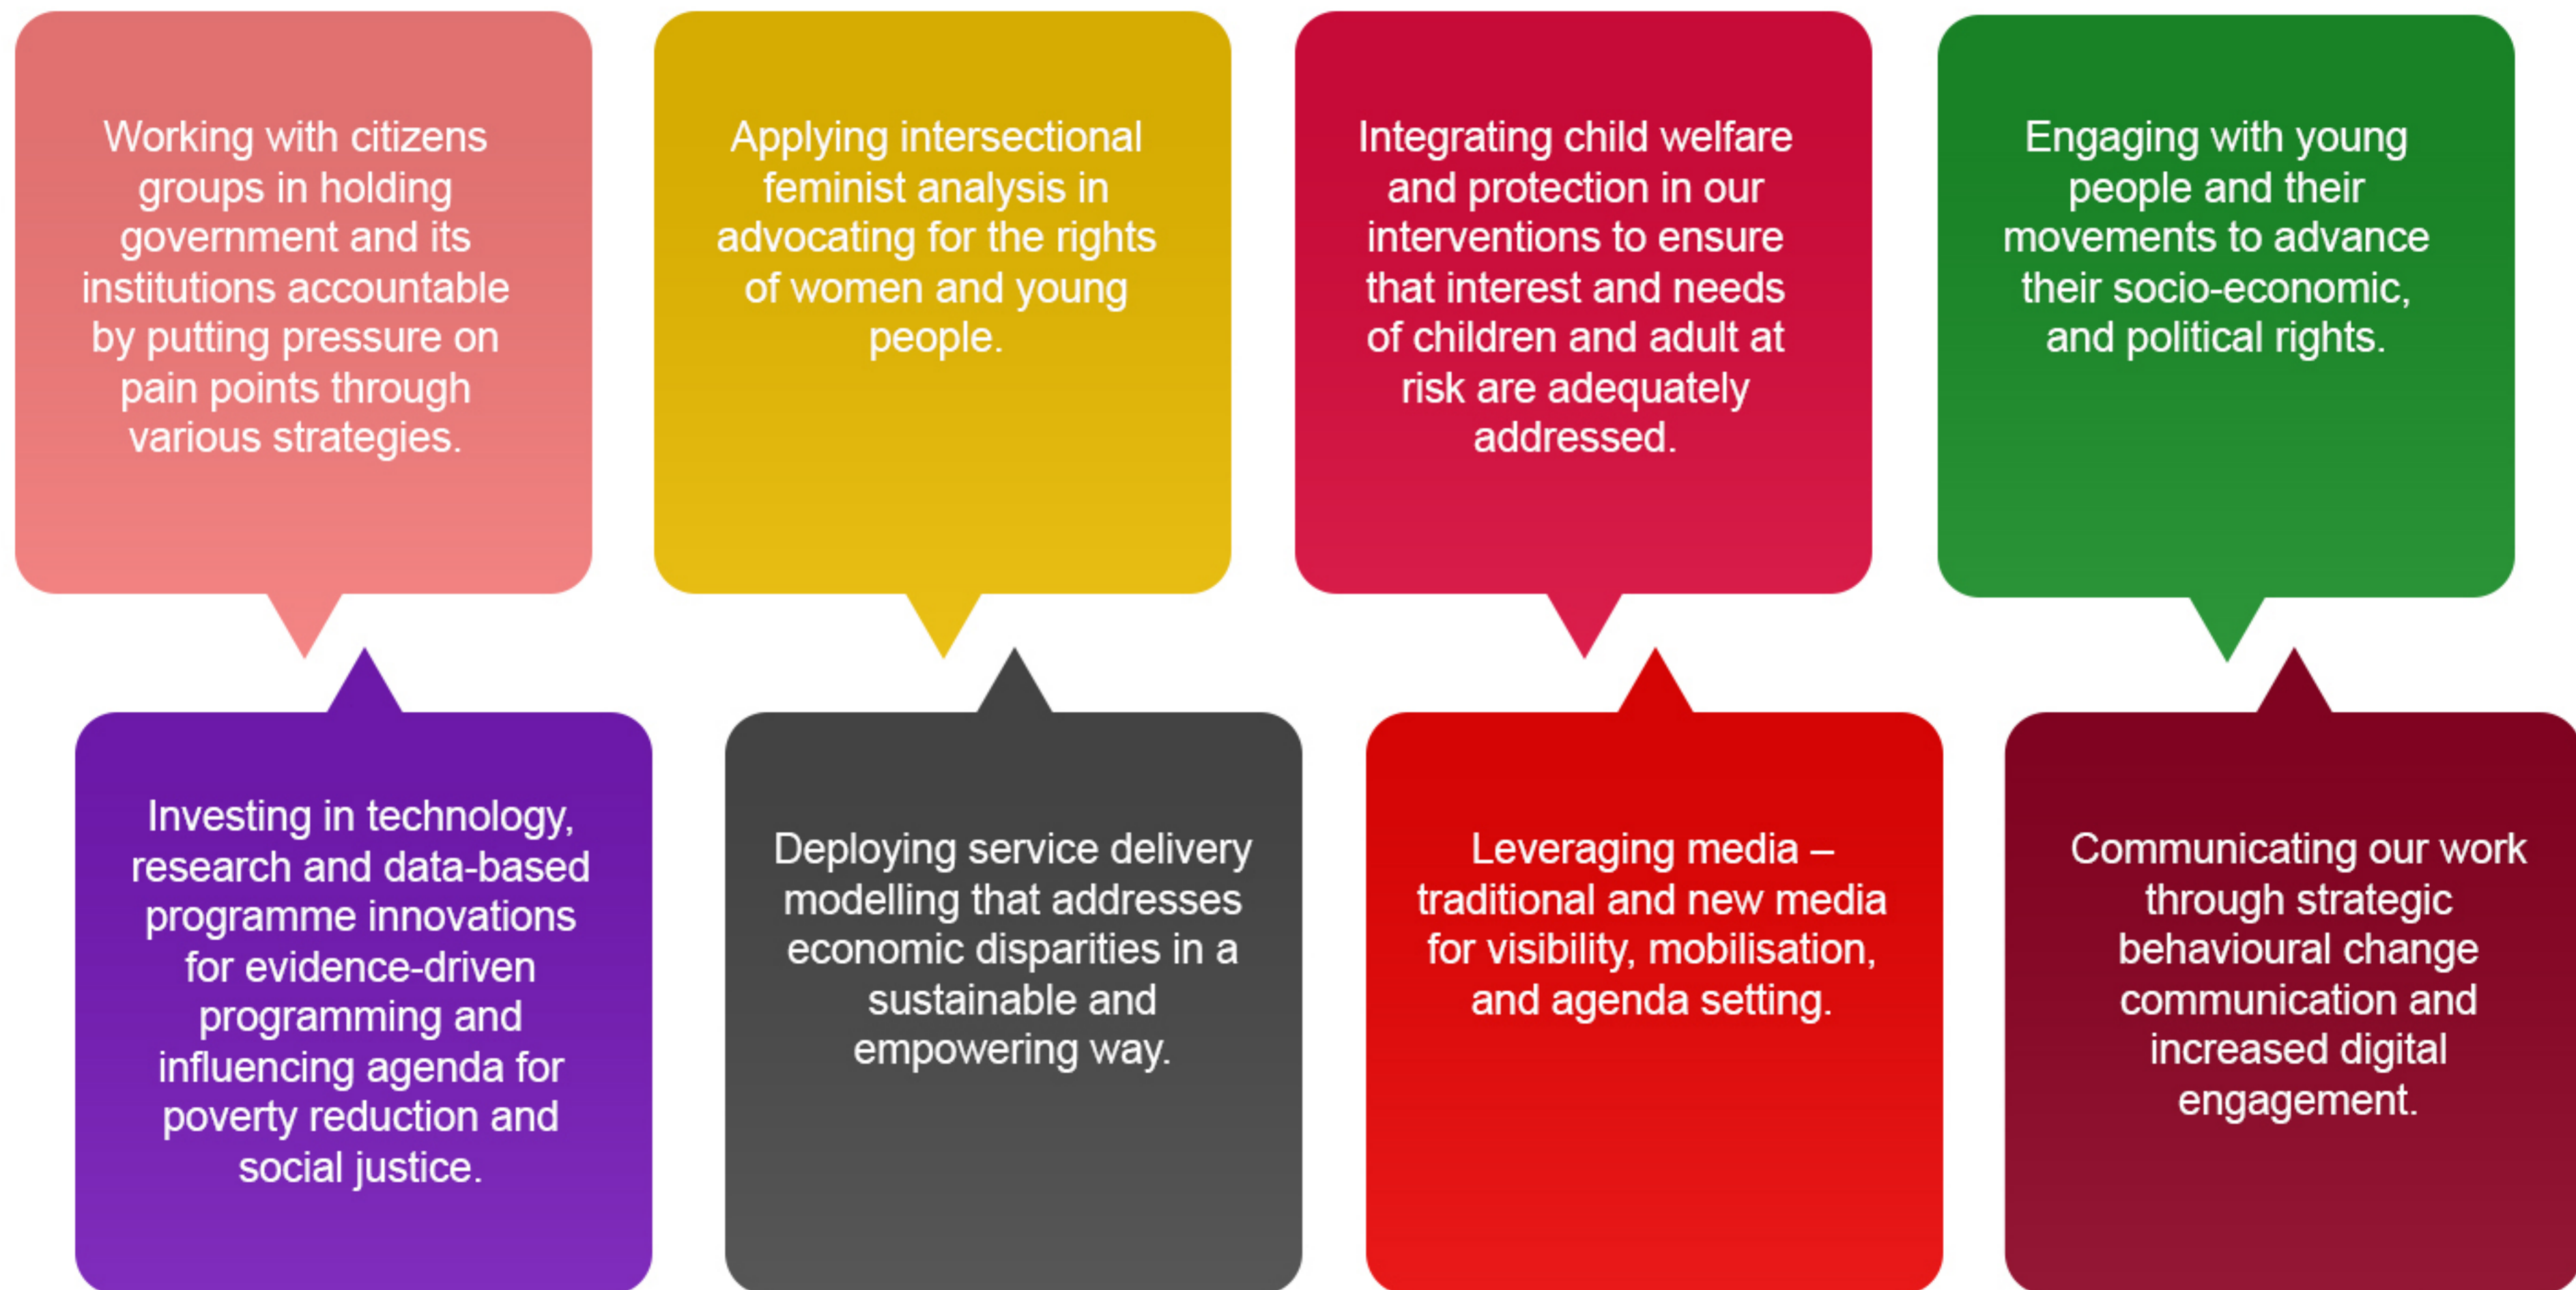 Working with citizens
groups in holding
government and its
institutions accountable
by putting pressure on
pain points through
various strategies.
Applying intersectional
feminist analysis in
advocating for the rights
of women and young
people.
Integrating child welfare
and protection in our
interventions to ensure
that interest and needs
of children and adult at
risk are adequately
addressed.
Engaging with young
people and their
movements to advance
their socio-economic,
and political rights.
Investing in technology,
research and data-based
programme innovations
for evidence-driven
programming and
influencing agenda for
poverty reduction and
social justice.
Deploying service delivery
modelling that addresses
economic disparities in a
sustainable and
empowering way.
Leveraging media –
traditional and new media
for visibility, mobilisation,
and agenda setting.
Communicating our work
through strategic
behavioural change
communication and
increased digital
engagement.